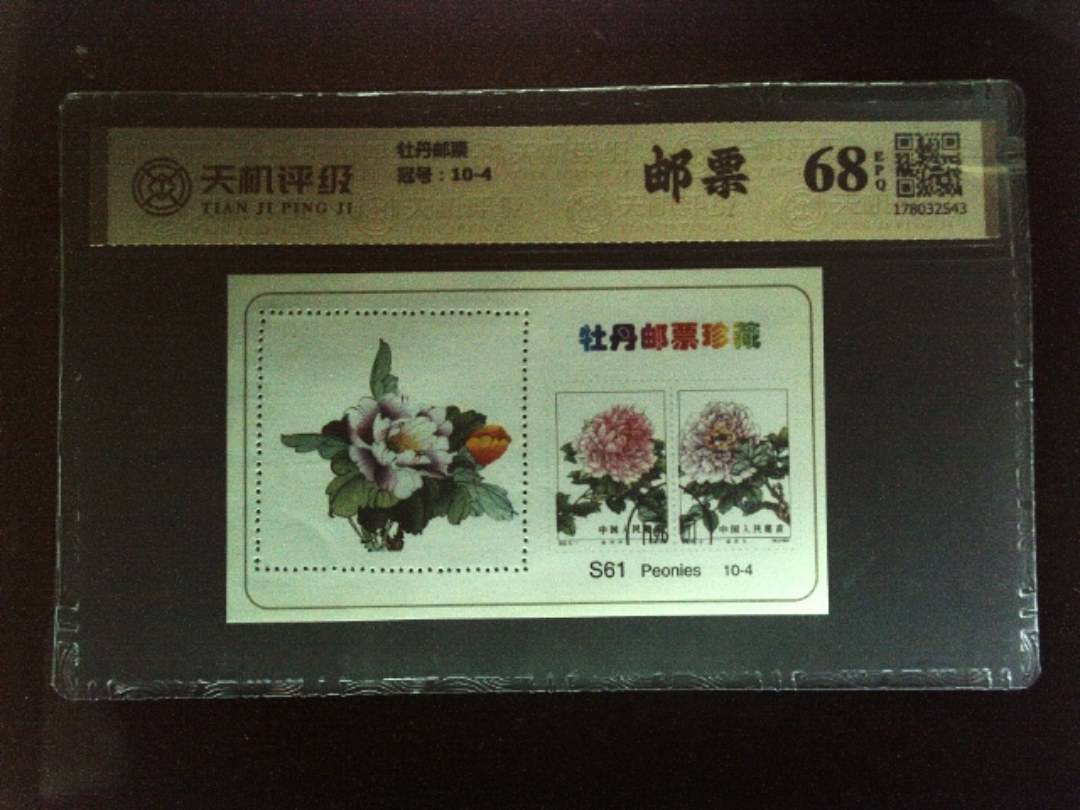 天机评级
TIAN JI PING JI
牡丹邮票
冠号：10-4
邮票
68
EPQ
178032543
牡丹邮票珍藏
中国人民邮政
中国人民邮政
S61 Peonies 10-4